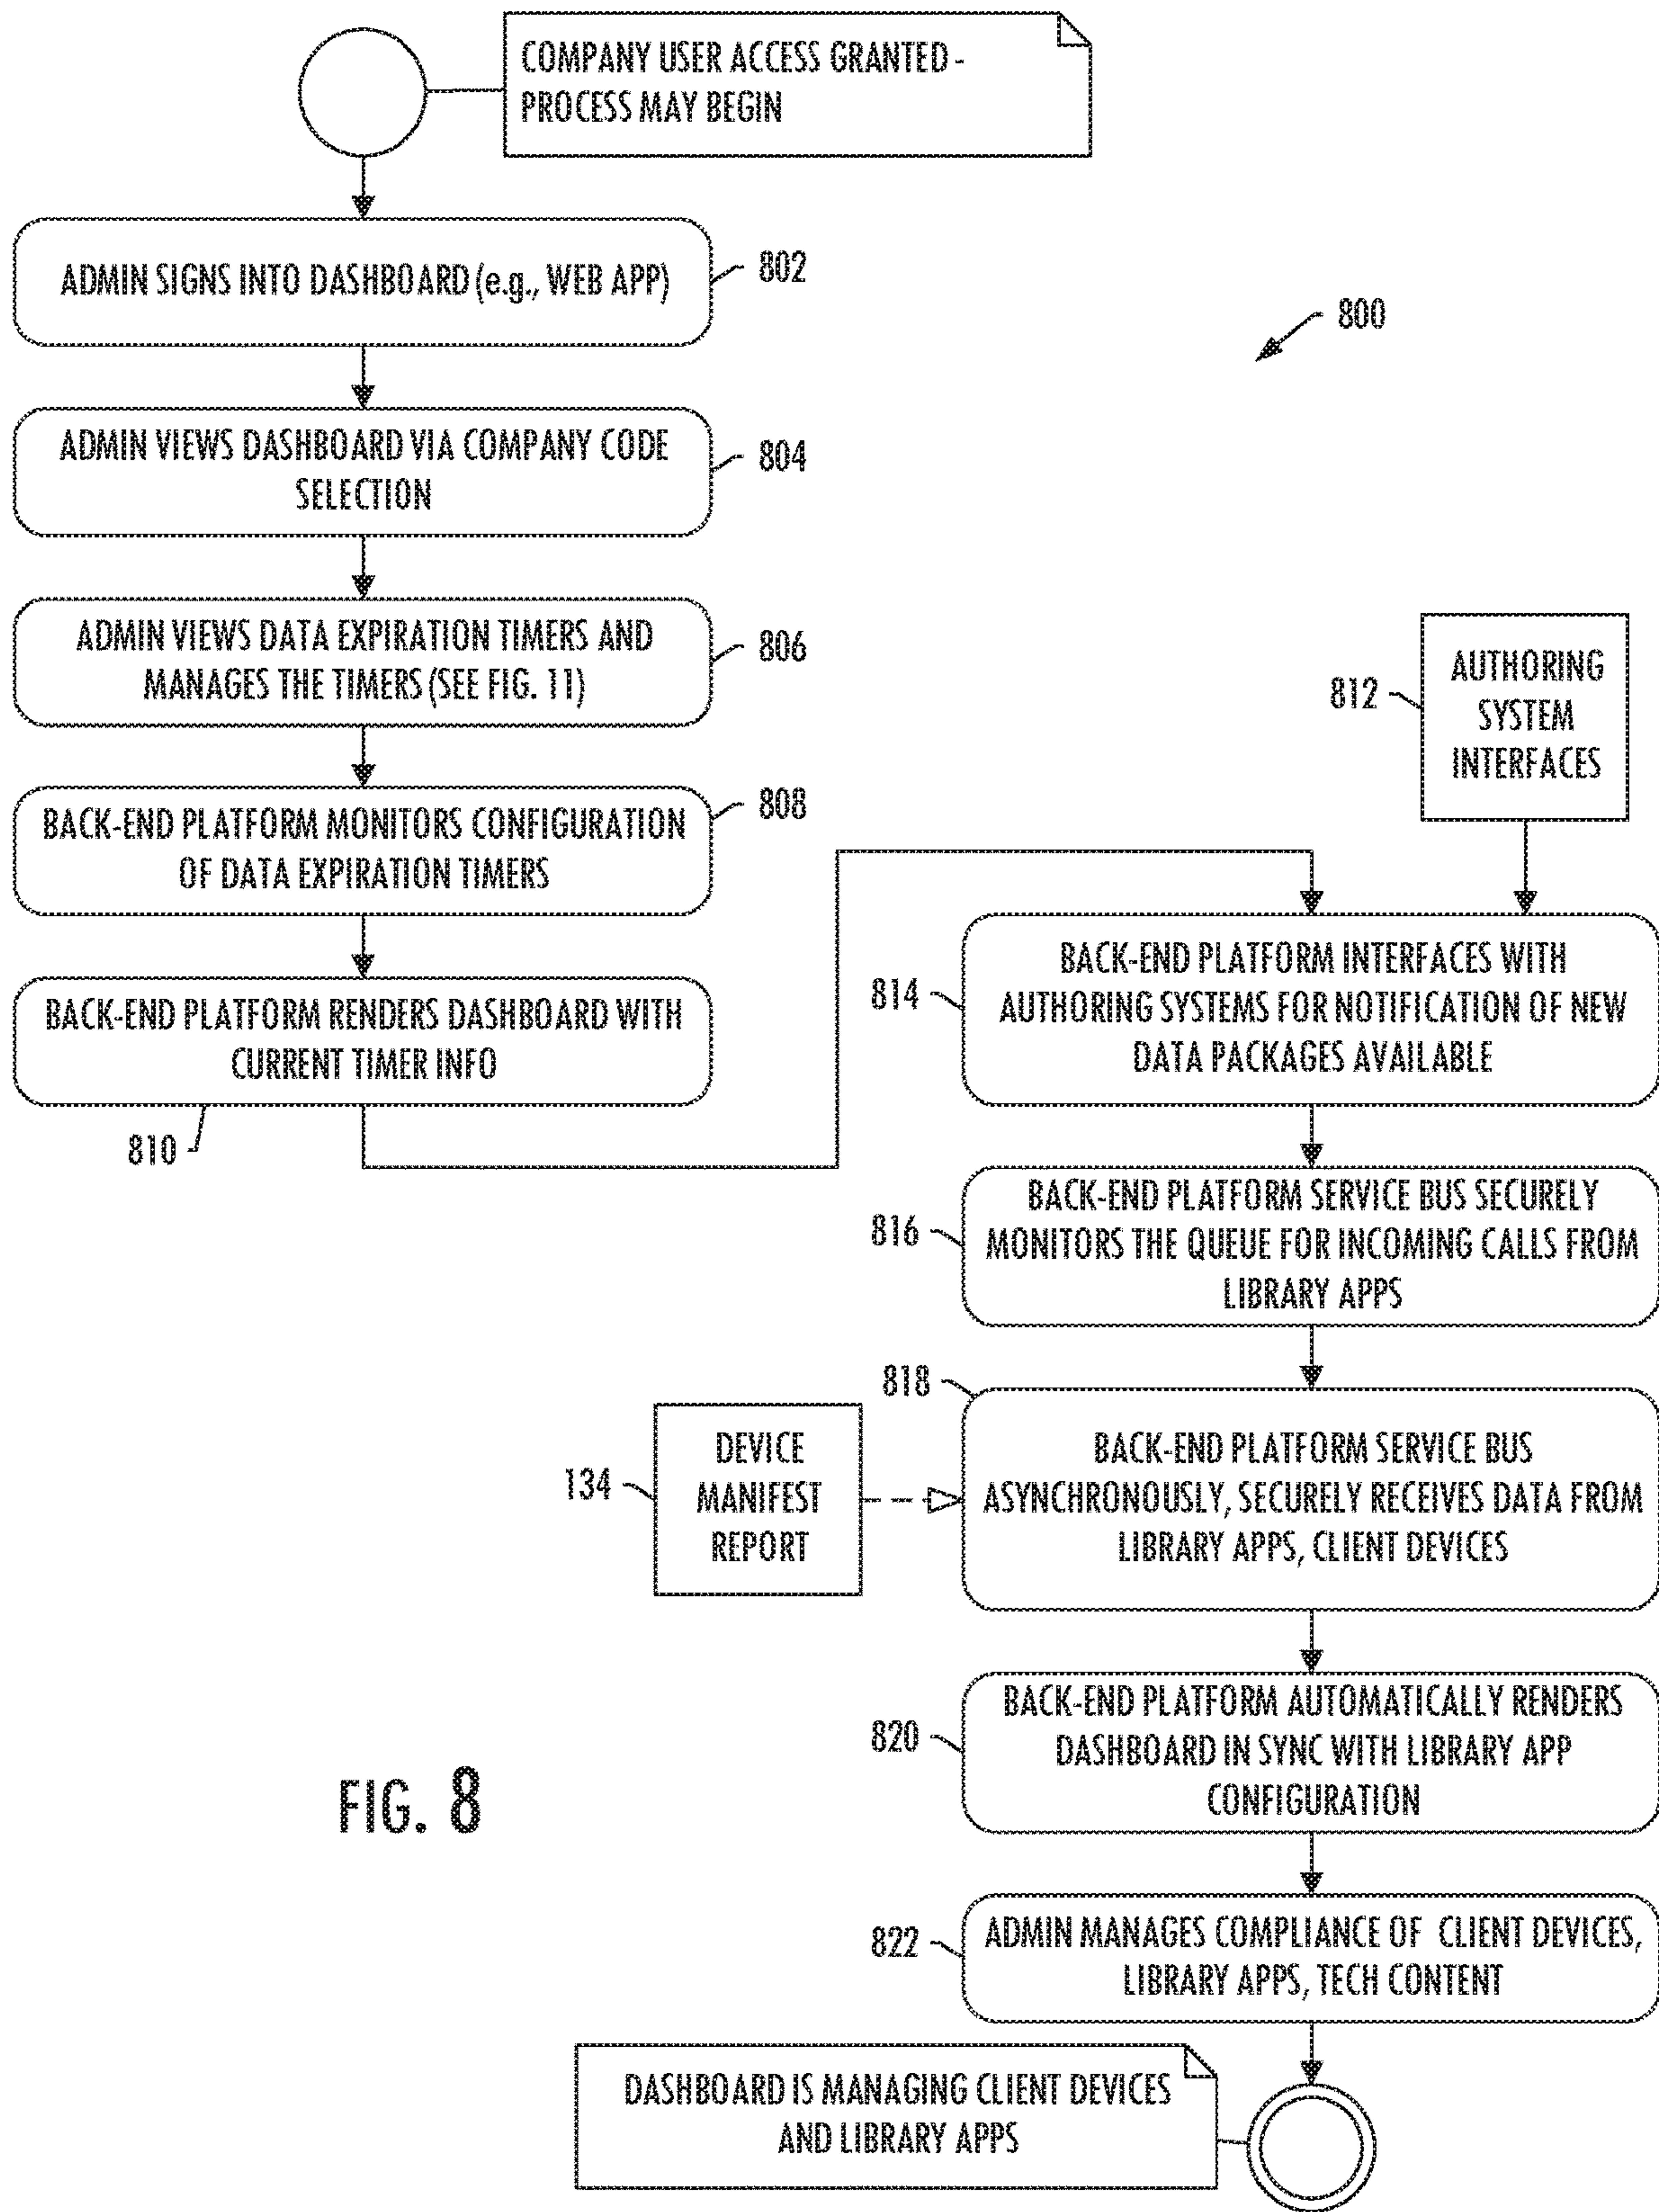 COMPANY USER ACCESS GRANTED -
PROCESS MAY BEGIN
ADMIN SIGNS INTO DASHBOARD (e.g., WEB APP)
802
800
ADMIN VIEWS DASHBOARD VIA COMPANY CODE
SELECTION
804
ADMIN VIEWS DATA EXPIRATION TIMERS AND
MANAGES THE TIMERS (SEE FIG. 11)
806
812
AUTHORING
SYSTEM
INTERFACES
BACK-END PLATFORM MONITORS CONFIGURATION
OF DATA EXPIRATION TIMERS
808
BACK-END PLATFORM RENDERS DASHBOARD WITH
CURRENT TIMER INFO
810
814
BACK-END PLATFORM INTERFACES WITH
AUTHORING SYSTEMS FOR NOTIFICATION OF NEW
DATA PACKAGES AVAILABLE
816
BACK-END PLATFORM SERVICE BUS SECURELY
MONITORS THE QUEUE FOR INCOMING CALLS FROM
LIBRARY APPS
818
134
DEVICE
MANIFEST
REPORT
BACK-END PLATFORM SERVICE BUS
ASYNCHRONOUSLY, SECURELY RECEIVES DATA FROM
LIBRARY APPS, CLIENT DEVICES
820
BACK-END PLATFORM AUTOMATICALLY RENDERS
DASHBOARD IN SYNC WITH LIBRARY APP
CONFIGURATION
FIG. 8
822
ADMIN MANAGES COMPLIANCE OF CLIENT DEVICES,
LIBRARY APPS, TECH CONTENT
DASHBOARD IS MANAGING CLIENT DEVICES
AND LIBRARY APPS